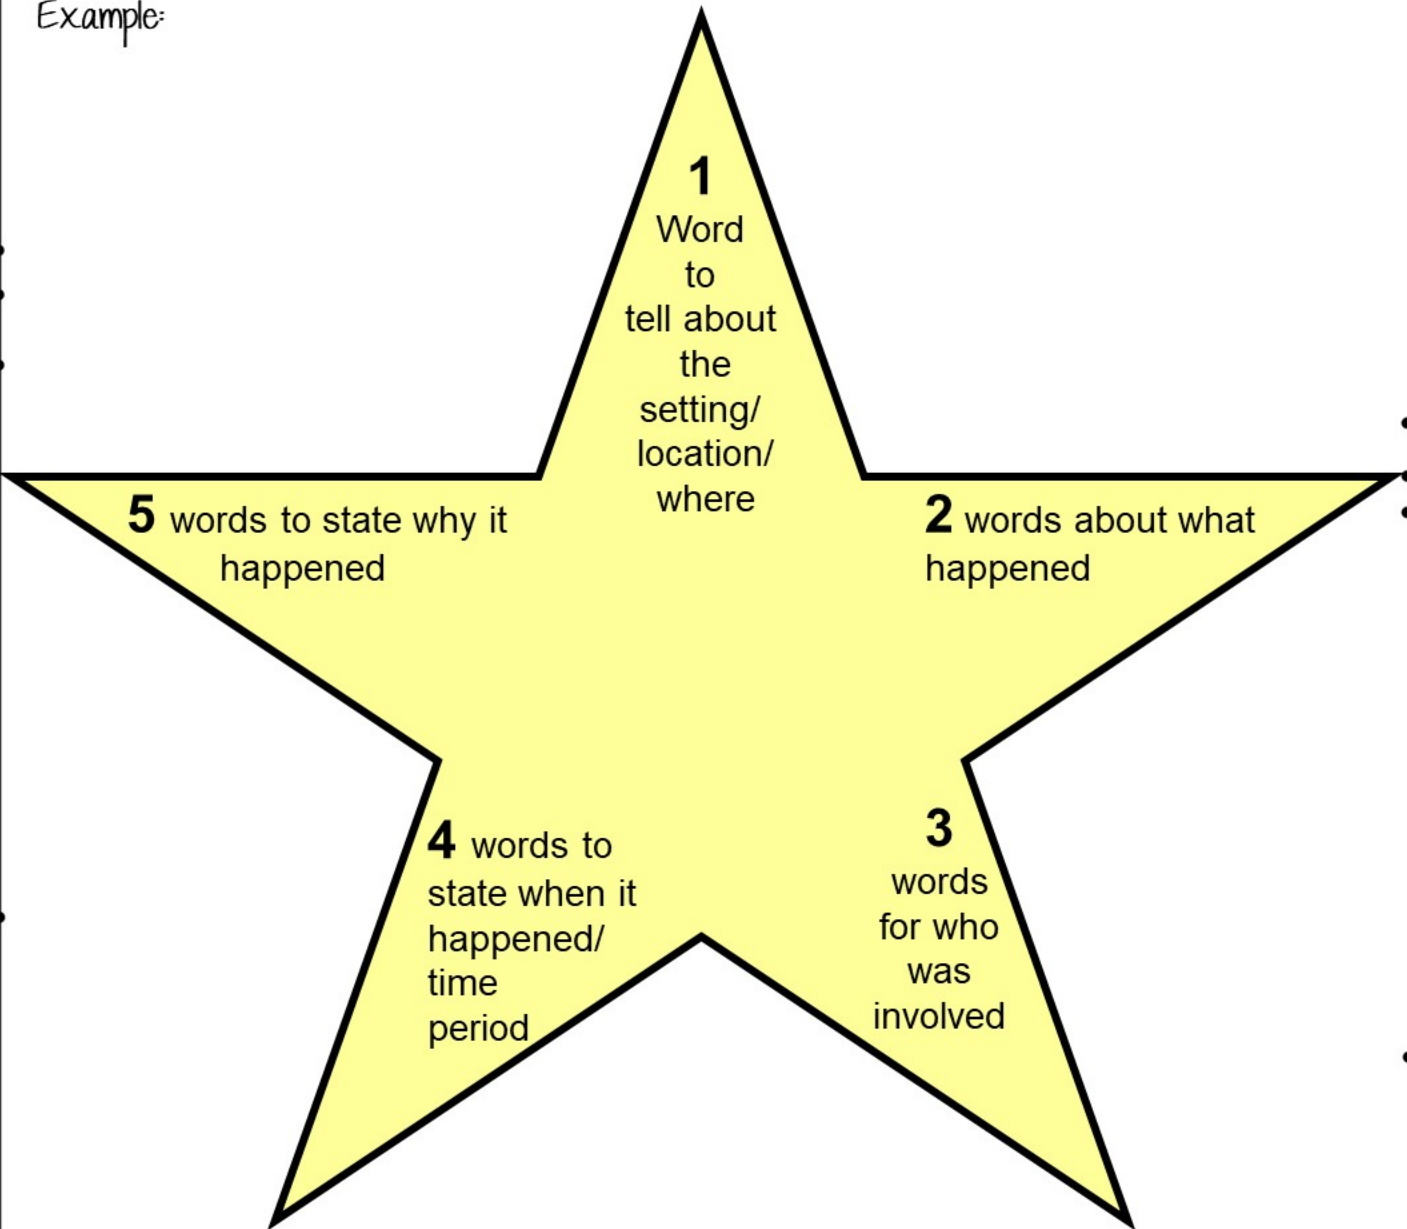 Example:
1
Word
to
tell about
the
setting/
location/
where
2 words about what
happened
3
words
for who
was
involved
4 words to
state when it
happened/
time
period
5 words to state why it
happened